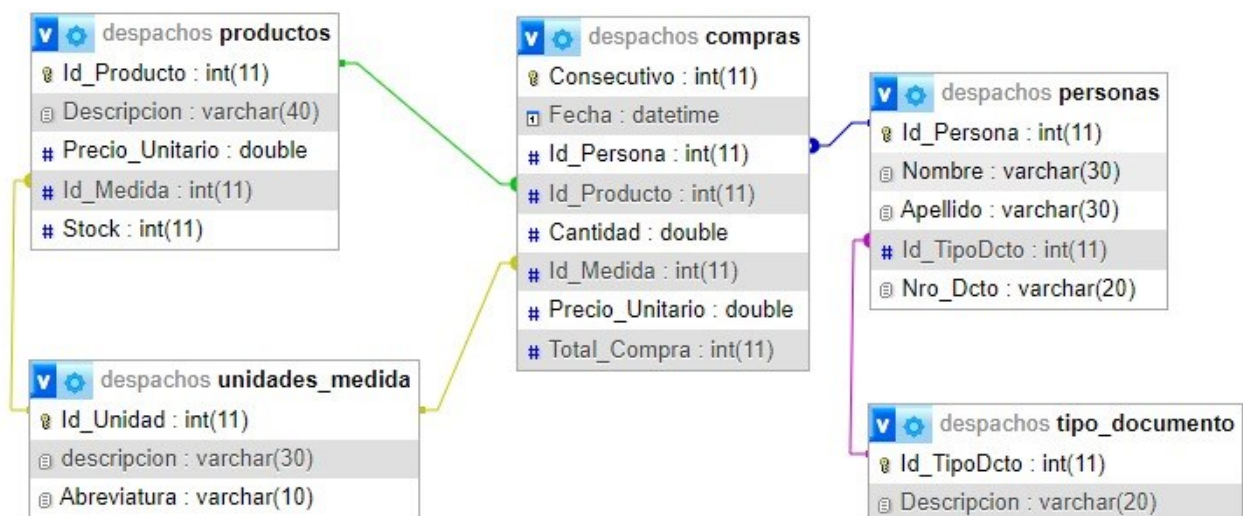 despachos productos
Id_Producto : int(11)
Descripcion : varchar(40)
# Precio_Unitario : double
# Id_Medida : int(11)
# Stock : int(11)
despachos compras
Consecutivo : int(11)
Fecha : datetime
# Id_Persona : int(11)
# Id_Producto : int(11)
# Cantidad : double
# Id_Medida : int(11)
# Precio_Unitario : double
# Total_Compra : int(11)
despachos personas
Id_Persona : int(11)
Nombre : varchar(30)
Apellido : varchar(30)
# Id_TipoDcto : int(11)
Nro_Dcto : varchar(20)
despachos unidades_medida
Id_Unidad : int(11)
descripcion : varchar(30)
Abreviatura : varchar(10)
despachos tipo_documento
Id_TipoDcto : int(11)
Descripcion : varchar(20)